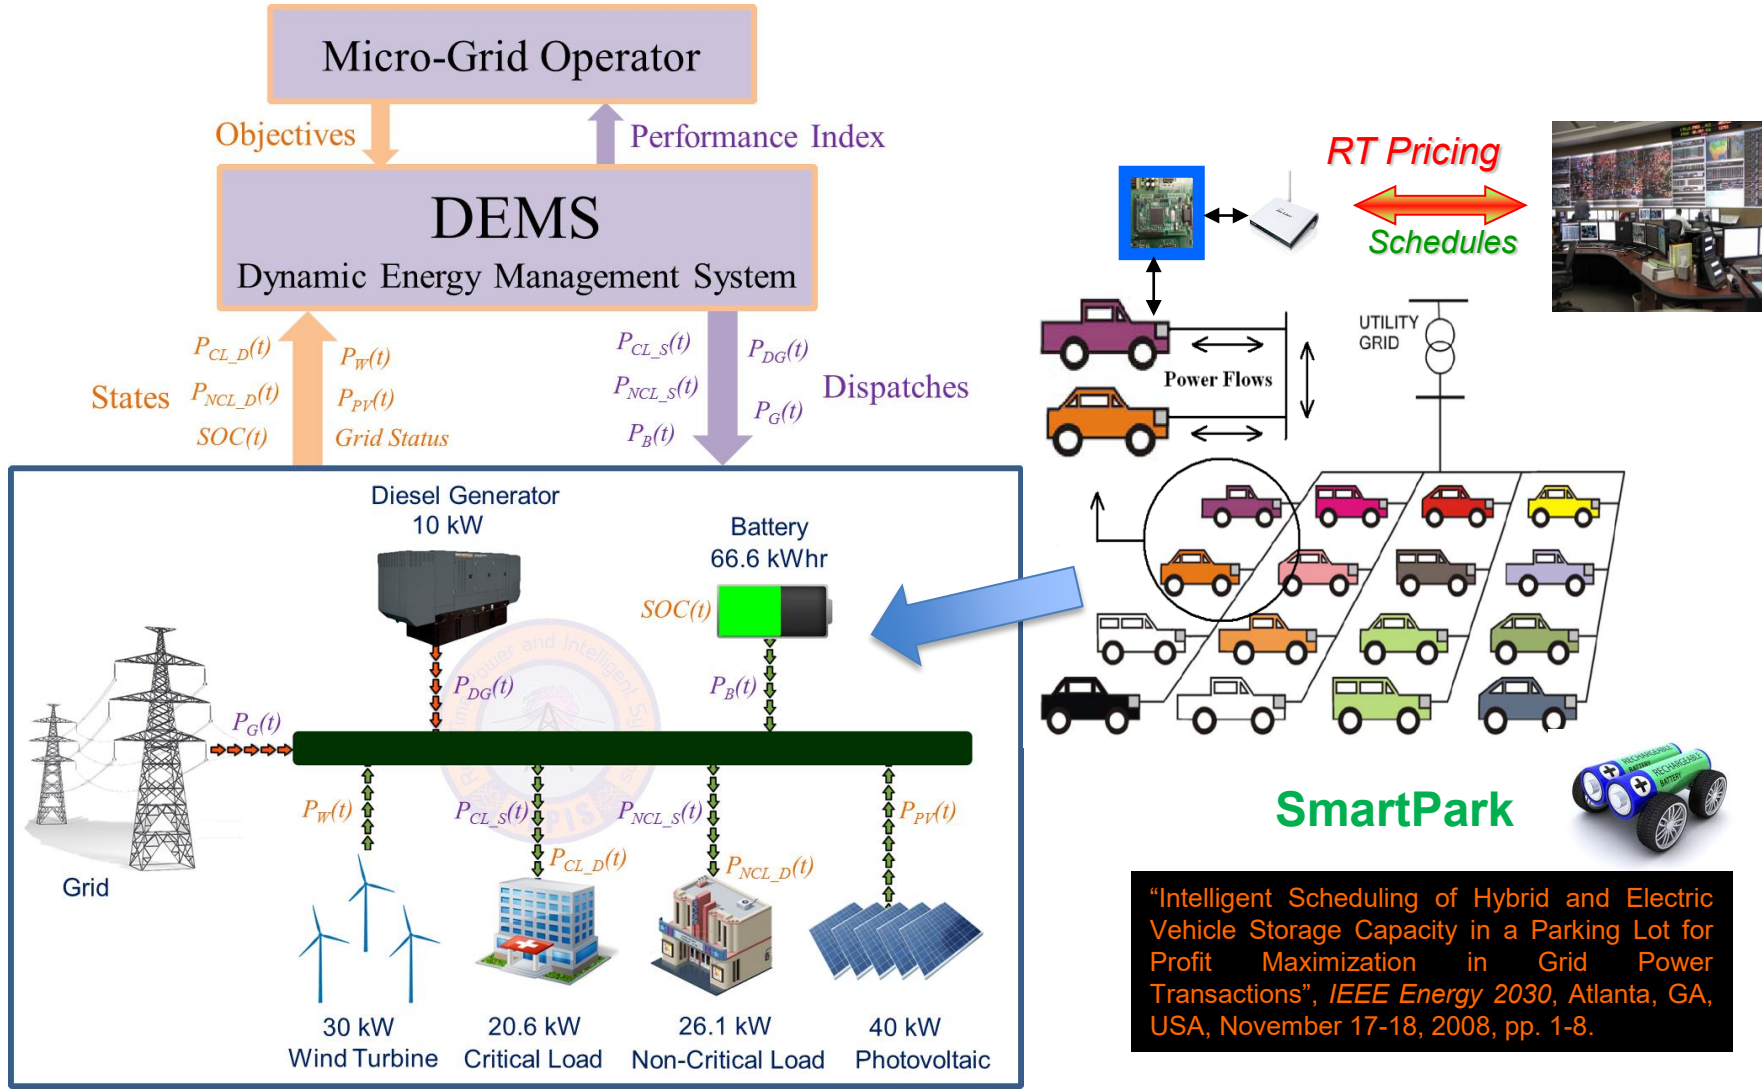 Micro-Grid Operator
Objectives
Performance Index
DEMS
Dynamic Energy Management System
States
P_CL_D(t)
P_NCL_D(t)
SOC(t)
P_W(t)
P_PV(t)
Grid Status
P_CL_S(t)
P_NCL_S(t)
P_B(t)
P_DG(t)
P_G(t)
Dispatches
Diesel Generator
10 kW
Battery
66.6 kWhr
SOC(t)
P_DG(t)
P_B(t)
P_G(t)
Grid
P_W(t)
P_CL_S(t)
P_NCL_S(t)
P_PV(t)
P_CL_D(t)
P_NCL_D(t)
30 kW
Wind Turbine
20.6 kW
Critical Load
26.1 kW
Non-Critical Load
40 kW
Photovoltaic
RT Pricing
Schedules
UTILITY
GRID
Power Flows
SmartPark
RECHARGEABLE
BATTERY
RECHARGEABLE
BATTERY
“Intelligent Scheduling of Hybrid and Electric
Vehicle Storage Capacity in a Parking Lot for
Profit Maximization in Grid Power
Transactions”, IEEE Energy 2030, Atlanta, GA,
USA, November 17-18, 2008, pp. 1-8.